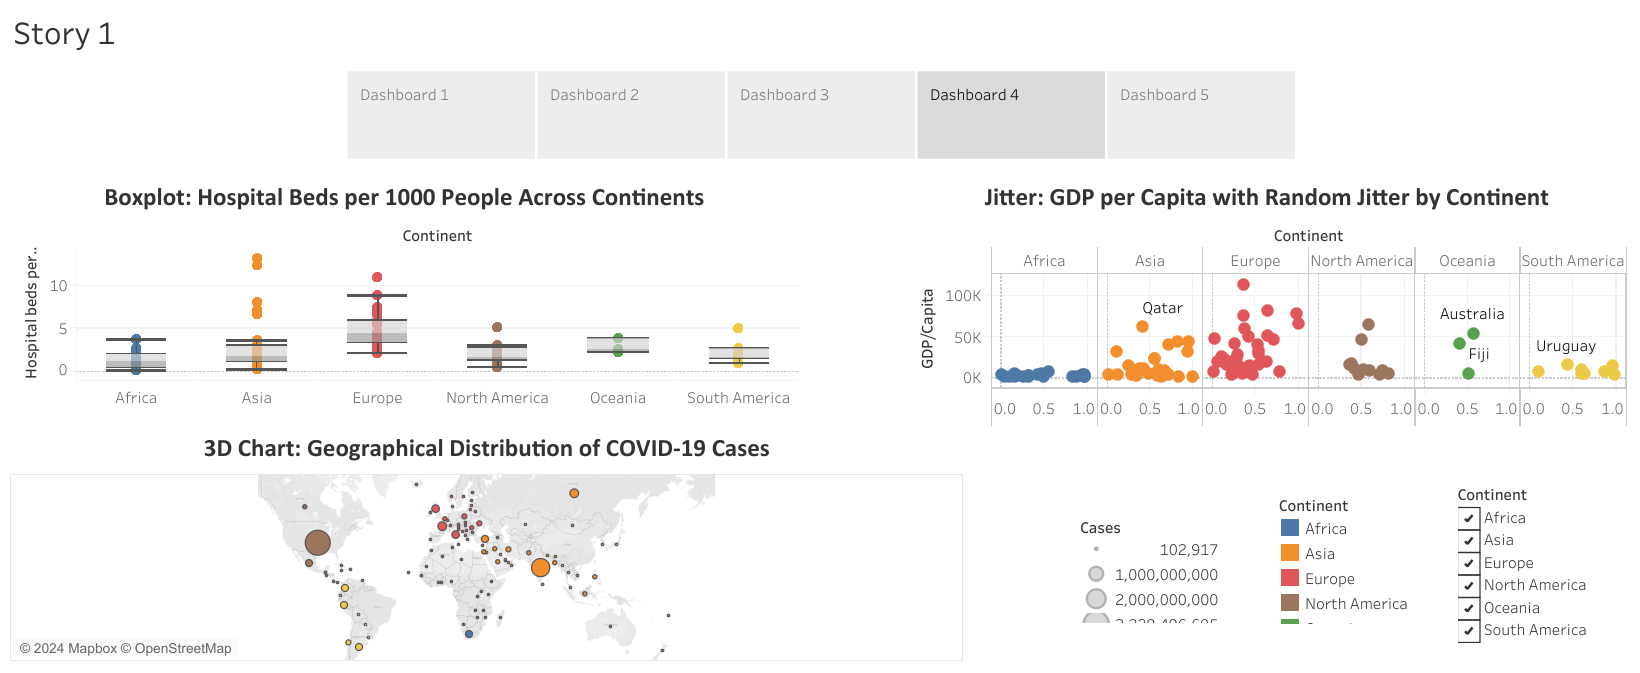 Story 1
Dashboard 1
Dashboard 2
Dashboard 3
Dashboard 4
Dashboard 5
Boxplot: Hospital Beds per 1000 People Across Continents
Continent
Hospital beds per..
10
5
0
Africa
Asia
Europe
North America
Oceania
South America
Jitter: GDP per Capita with Random Jitter by Continent
Continent
Africa
Asia
Europe
North America
Oceania
South America
GDP/Capita
100K
50K
0K
Qatar
Australia
Fiji
Uruguay
0.0 0.5 1.0
0.0 0.5 1.0
0.0 0.5 1.0
0.0 0.5 1.0
0.0 0.5 1.0
0.0 0.5 1.0
3D Chart: Geographical Distribution of COVID-19 Cases
© 2024 Mapbox © OpenStreetMap
Cases
102,917
1,000,000,000
2,000,000,000
Continent
Africa
Asia
Europe
North America
Continent
Africa
Asia
Europe
North America
Oceania
South America